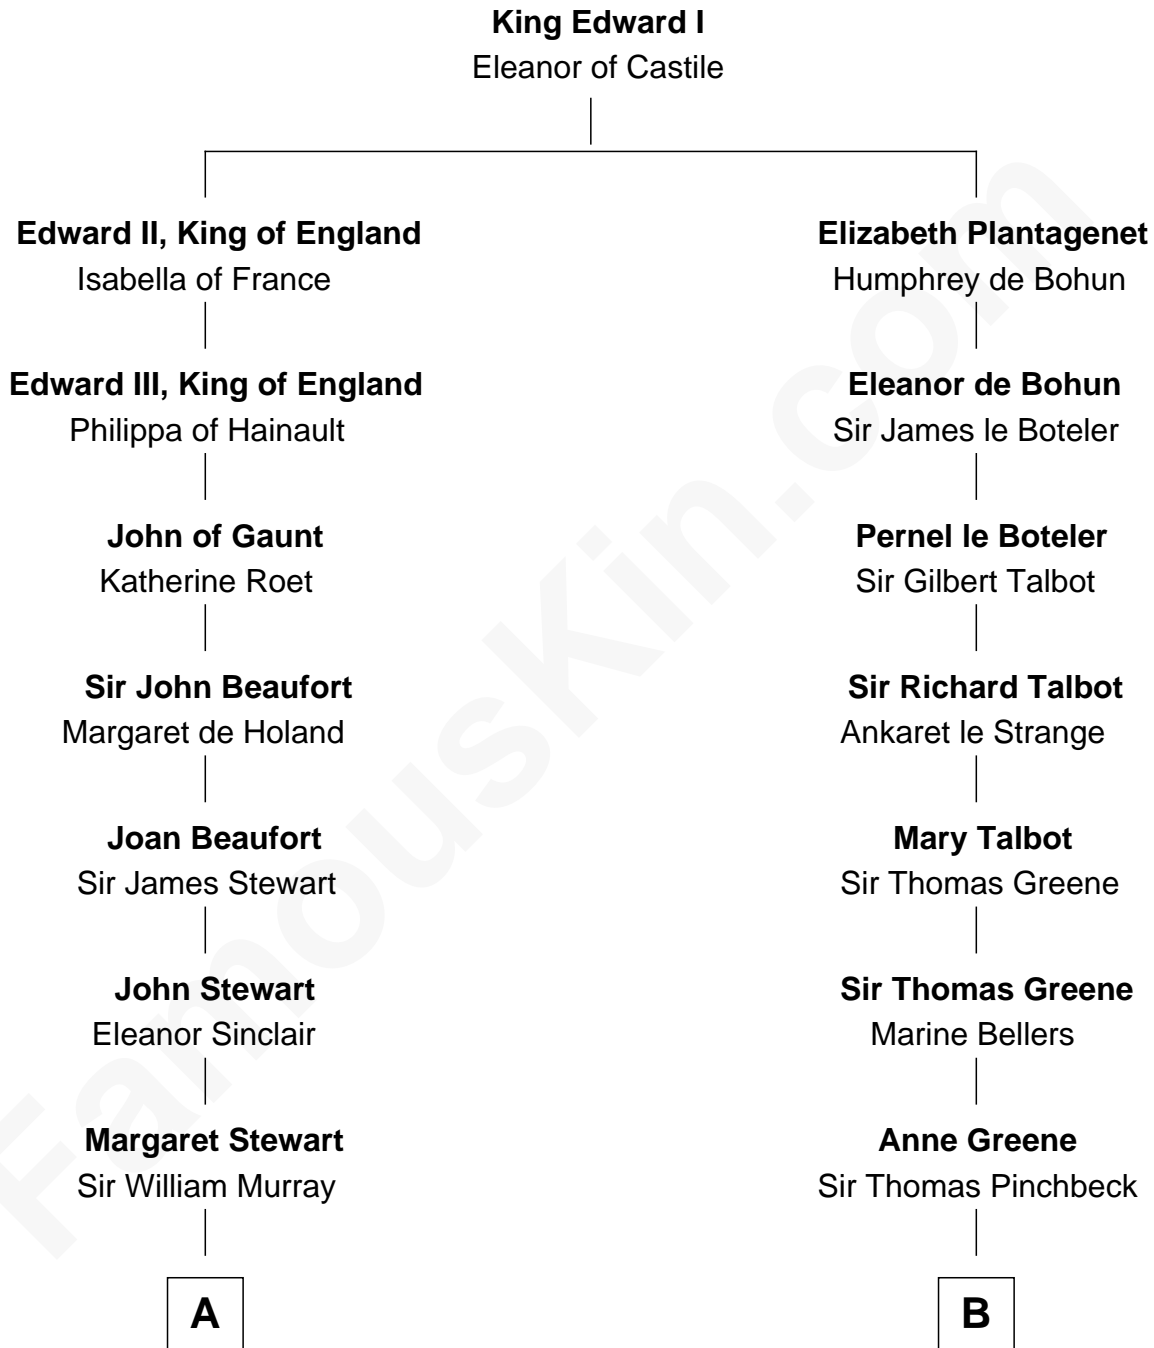 King Edward I
Eleanor of Castile
Edward II, King of England
Isabella of France
Edward III, King of England
Philippa of Hainault
John of Gaunt
Katherine Roet
Sir John Beaufort
Margaret de Holand
Joan Beaufort
Sir James Stewart
John Stewart
Eleanor Sinclair
Margaret Stewart
Sir William Murray
A
Elizabeth Plantagenet
Humphrey de Bohun
Eleanor de Bohun
Sir James le Boteler
Pernel le Boteler
Sir Gilbert Talbot
Sir Richard Talbot
Ankaret le Strange
Mary Talbot
Sir Thomas Greene
Sir Thomas Greene
Marine Bellers
Anne Greene
Sir Thomas Pinchbeck
B
FamousKin.com